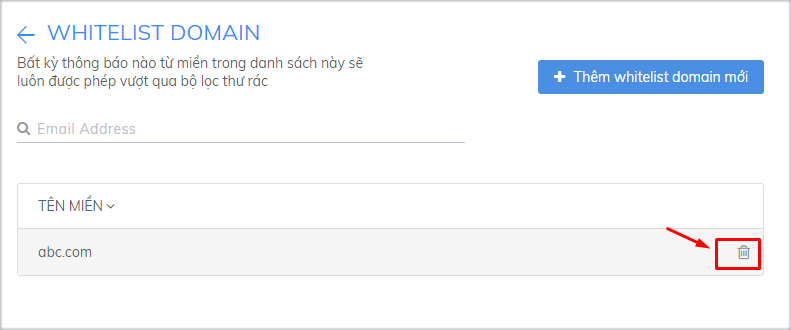 WHITELIST DOMAIN
Bất kỳ thông báo nào từ miền trong danh sách này sẽ
luôn được phép vượt qua bộ lọc thư rác
Thêm whitelist domain mới
Email Address
TÊN MIỀN
abc.com